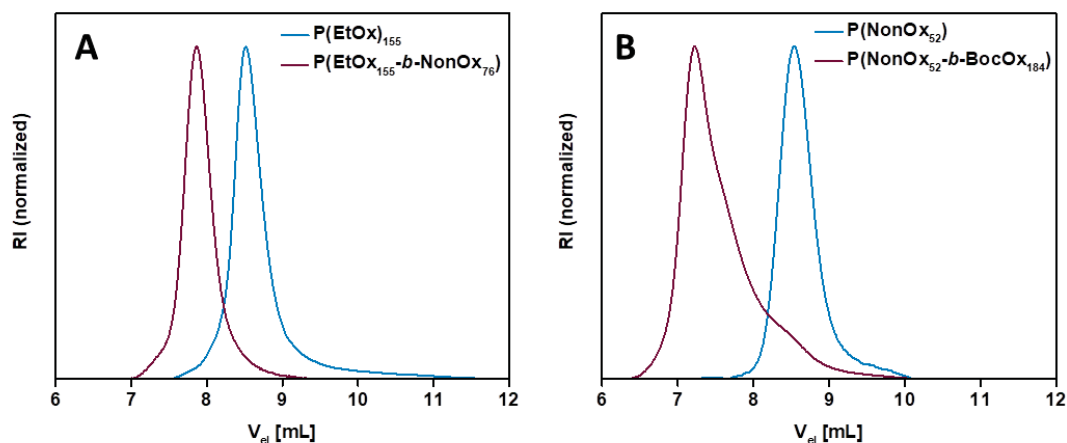 A
P(EtOx)₁₅₅
P(EtOx₁₅₅-b-NonOx₇₆)
RI (normalized)
6 7 8 9 10 11 12
Vₑₗ [mL]
B
P(NonOx₅₂)
P(NonOx₅₂-b-BocOx₁₈₄)
RI (normalized)
6 7 8 9 10 11 12
Vₑₗ [mL]